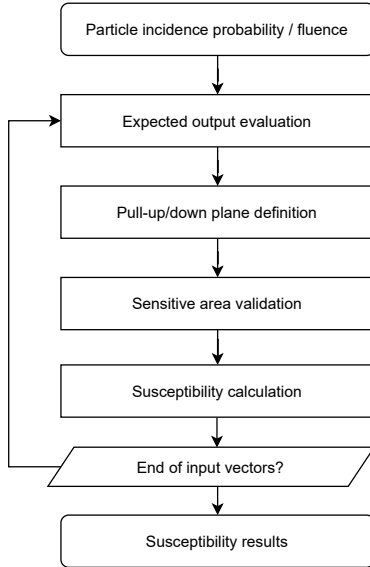 Particle incidence probability / fluence
Expected output evaluation
Pull-up/down plane definition
Sensitive area validation
Susceptibility calculation
End of input vectors?
Susceptibility results